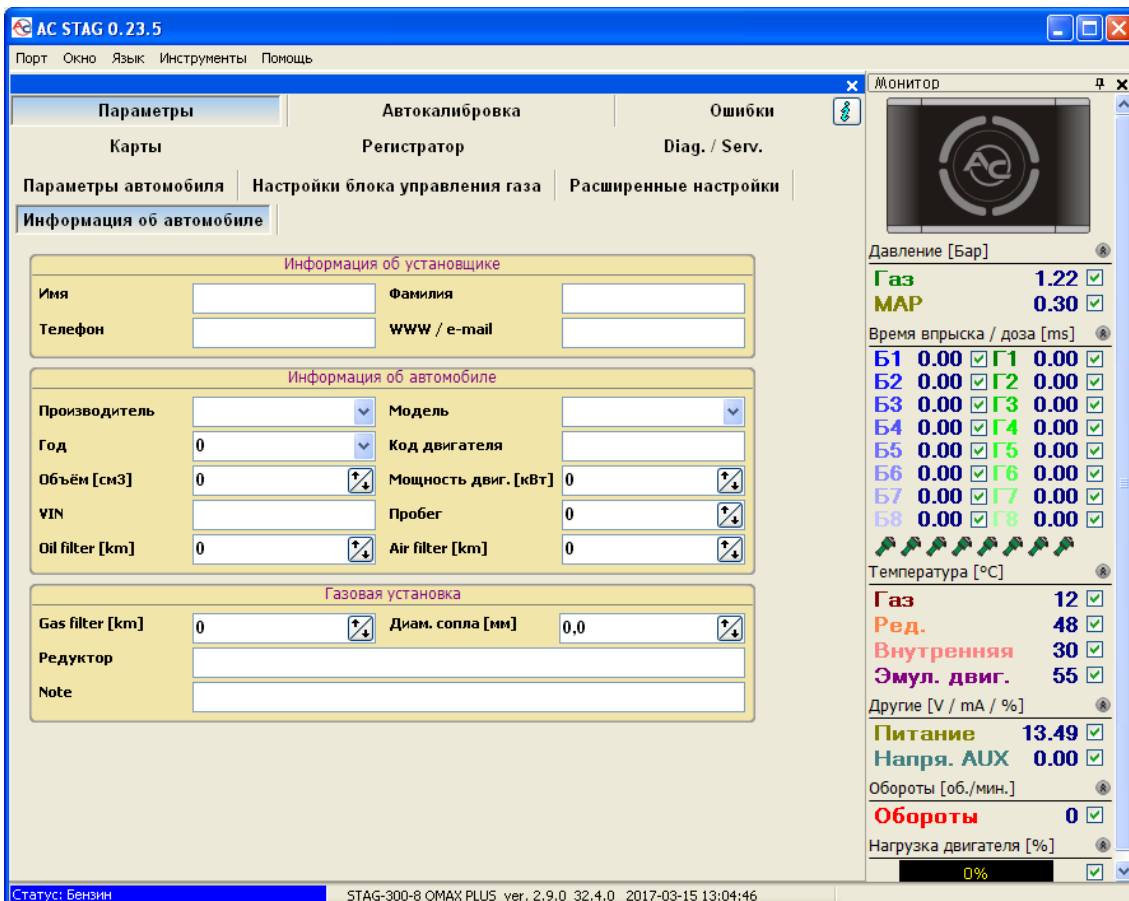 AC STAG 0.23.5
Порт Окно Язык Инструменты Помощь
Параметры Автокалибровка Ошибки
Карты Регистратор Diag. / Serv.
Параметры автомобиля Настройки блока управления газа Расширенные настройки
Информация об автомобиле
Информация об установщике
Имя Фамилия
Телефон WWW / e-mail
Информация об автомобиле
Производитель Модель
Год 0 Код двигателя
Объём [см3] 0 Мощность двиг. [кВт] 0
VIN Пробег 0
Oil filter [km] 0 Air filter [km] 0
Газовая установка
Gas filter [km] 0 Диам. сопла [мм] 0,0
Редуктор
Note
Монитор
AC
Давление [Бар]
Газ 1.22
MAP 0.30
Время впрыска / доза [ms]
Б1 0.00 Г1 0.00
Б2 0.00 Г2 0.00
Б3 0.00 Г3 0.00
Б4 0.00 Г4 0.00
Б5 0.00 Г5 0.00
Б6 0.00 Г6 0.00
Б7 0.00 Г7 0.00
Б8 0.00 Г8 0.00
Температура [°C]
Газ 12
Ред. 48
Внутренняя 30
Эмул. двиг. 55
Другие [V / mA / %]
Питание 13.49
Напря. AUX 0.00
Обороты [об./мин.]
Обороты 0
Нагрузка двигателя [%]
0%
Статус: Бензин STAG-300-8 QMAX PLUS ver. 2.9.0 32.4.0 2017-03-15 13:04:46